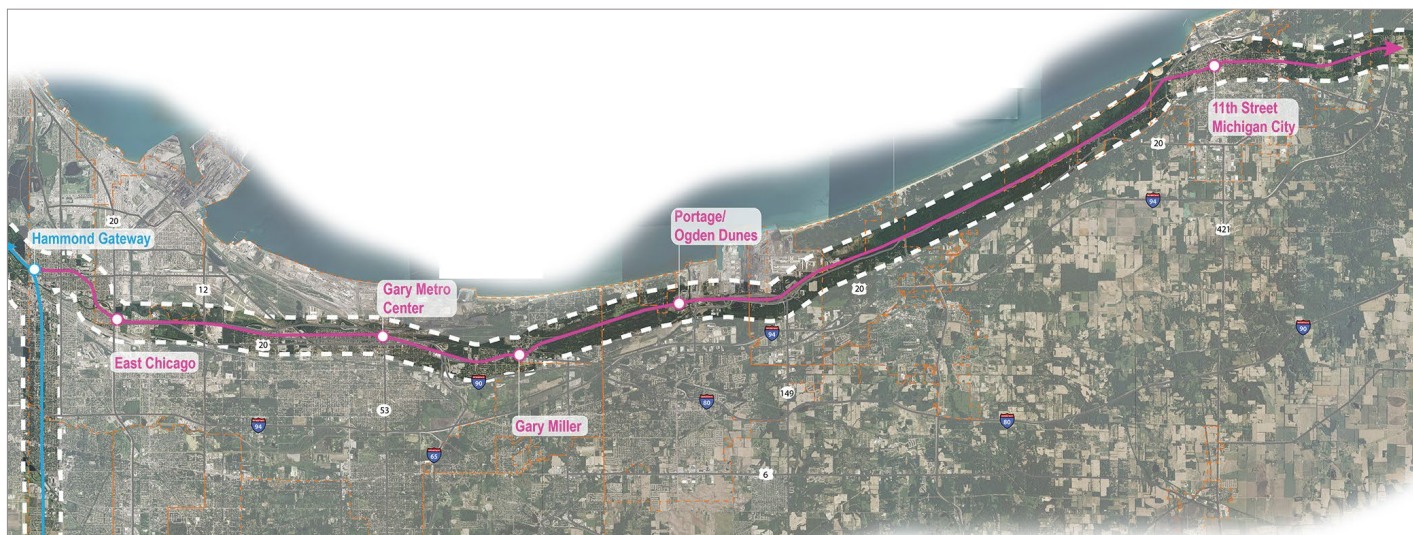 11th Street
Michigan City
20
94
421
Portage/
Ogden Dunes
20
Hammond Gateway
12
Gary Metro
Center
20
94
90
20
East Chicago
90
149
80
53
Gary Miller
80
94
65
6